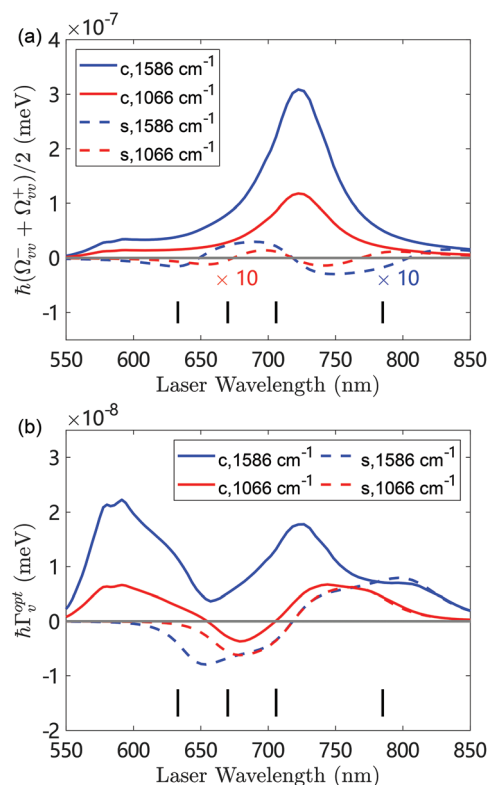 (a)
×10⁻⁷
4
3
2
1
0
-1
ℏ(Ω⁻ᵥᵥ + Ω⁺ᵥᵥ)/2 (meV)
c,1586 cm⁻¹
c,1066 cm⁻¹
s,1586 cm⁻¹
s,1066 cm⁻¹
× 10 × 10
550 600 650 700 750 800 850
Laser Wavelength (nm)
(b)
×10⁻⁸
4
3
2
1
0
-1
-2
ℏΓᵥᵒᵖᵗ (meV)
c,1586 cm⁻¹ s,1586 cm⁻¹
c,1066 cm⁻¹ s,1066 cm⁻¹
550 600 650 700 750 800 850
Laser Wavelength (nm)